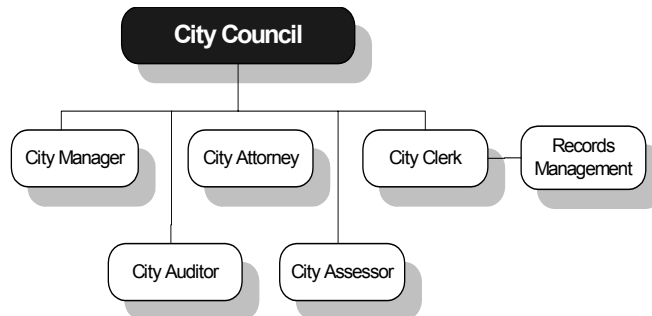 City Council
City Manager
City Attorney
City Clerk
Records
Management
City Auditor
City Assessor